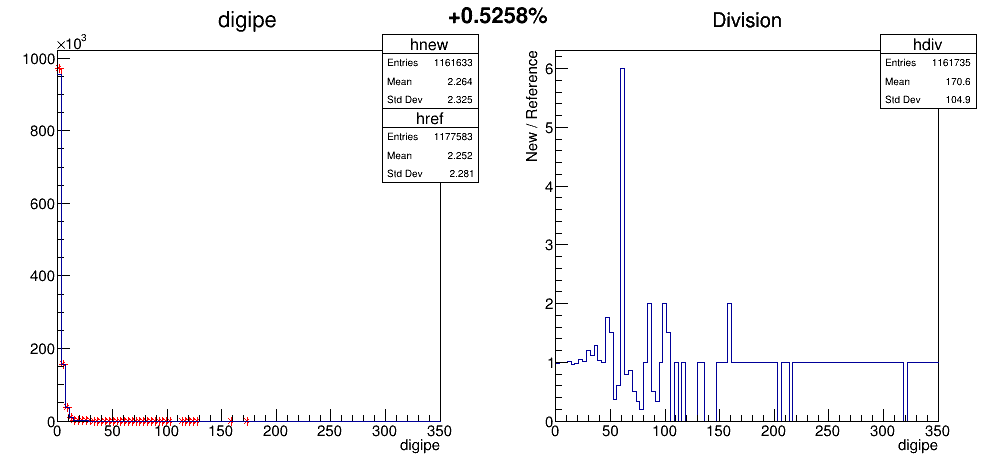 digipe
+0.5258%
Division
×10³
hnew
Entries 1161633
Mean 2.264
Std Dev 2.325
href
Entries 1177583
Mean 2.252
Std Dev 2.281
1000
800
600
400
200
0
0 50 100 150 200 250 300 350
digipe
hdiv
Entries 1161735
Mean 170.6
Std Dev 104.9
New / Reference
6
5
4
3
2
1
0
0 50 100 150 200 250 300 350
digipe